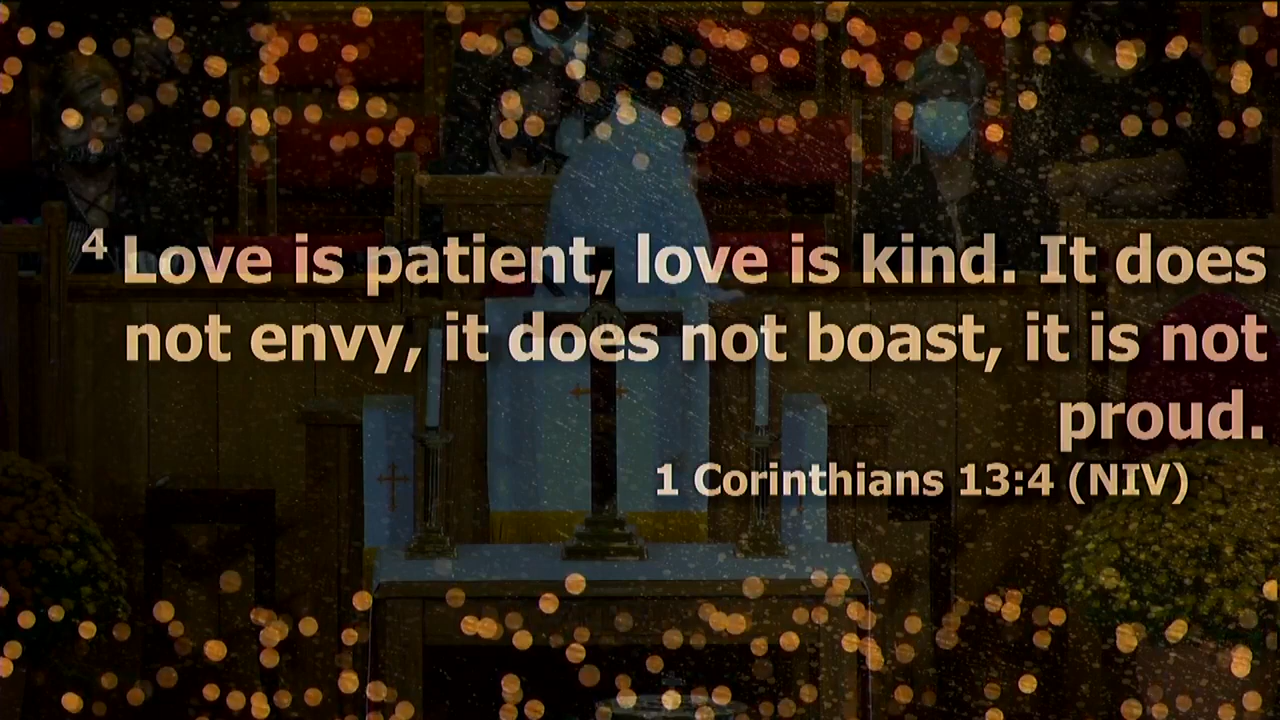 4 Love is patient, love is kind. It does
not envy, it does not boast, it is not
proud.
1 Corinthians 13:4 (NIV)